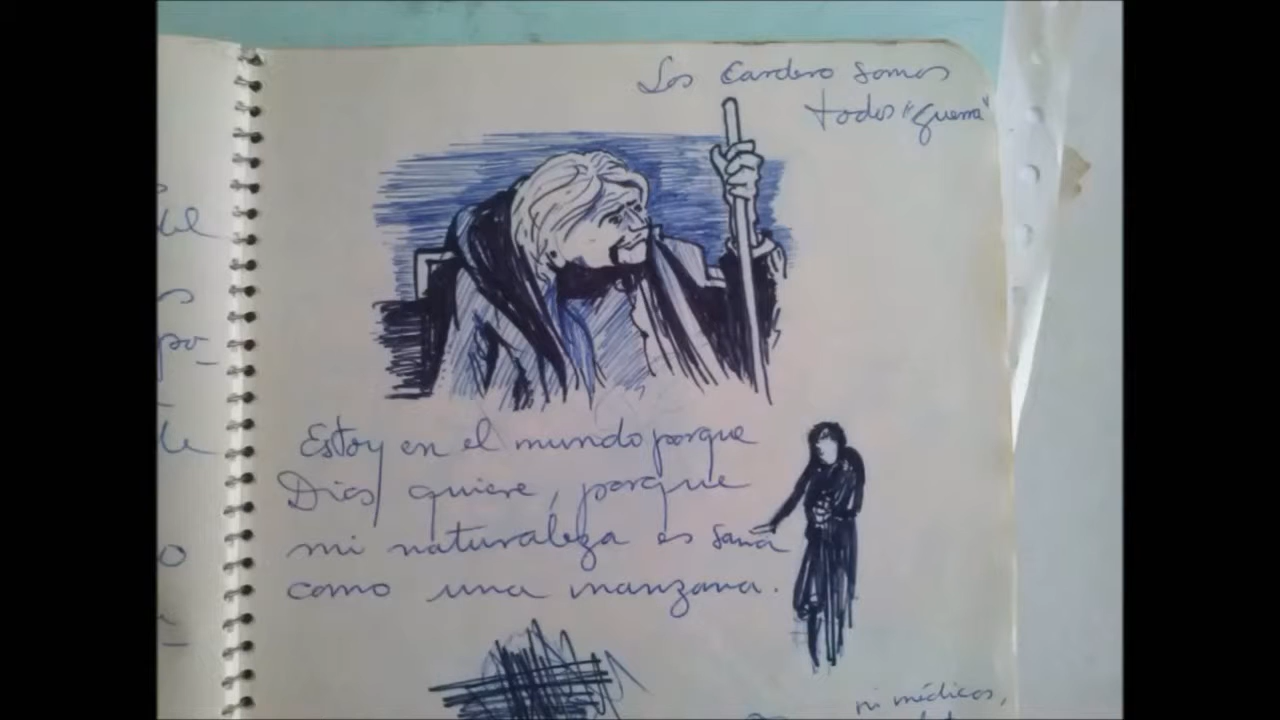 Los Cardero somos
todos "guerra"
Estoy en el mundo porque
Dios quiere, porque
mi naturaleza es sana
como una manzana.
ni médicos,